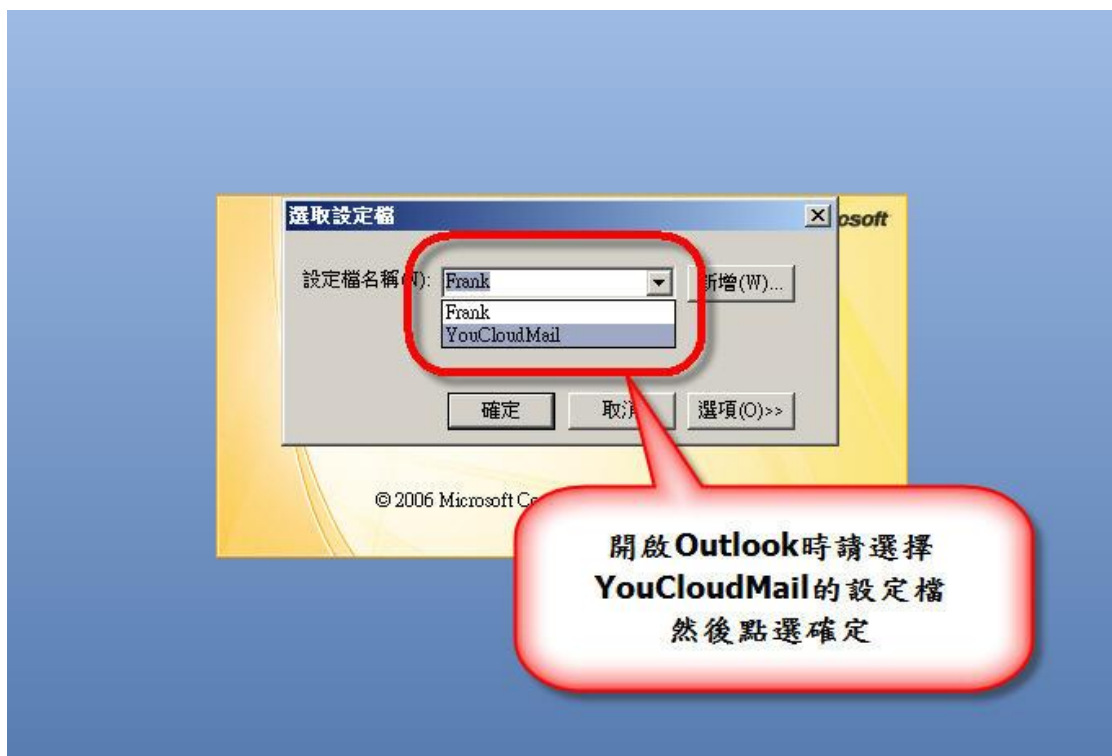 選取設定檔
osoft
設定檔名稱(N): Frank 新增(W)...
Frank
YouCloudMail
確定 取消 選項(O)>>
© 2006 Microsoft
開啟Outlook時請選擇
YouCloudMail的設定檔
然後點選確定